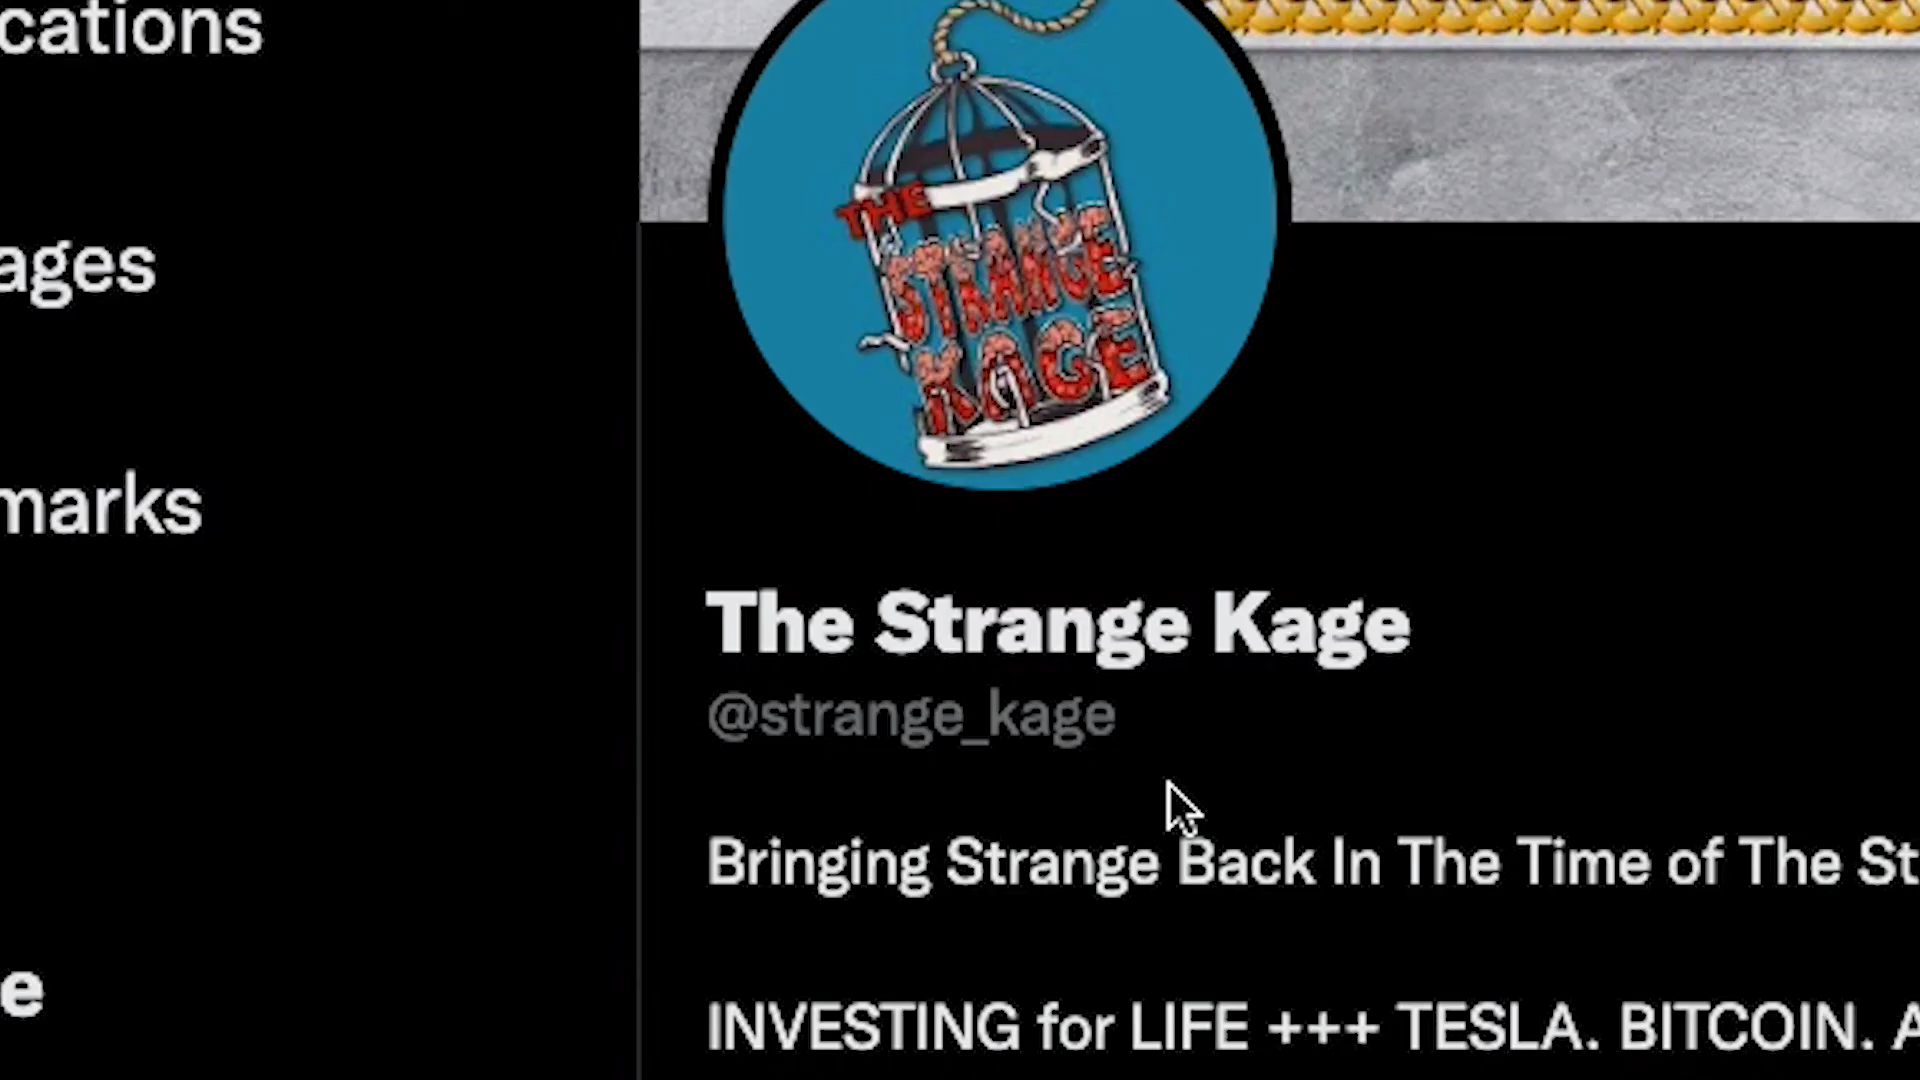 cations
ages
marks
e
THE
STRANGE
KAGE
The Strange Kage
@strange_kage
Bringing Strange Back In The Time of The St
INVESTING for LIFE +++ TESLA. BITCOIN. A